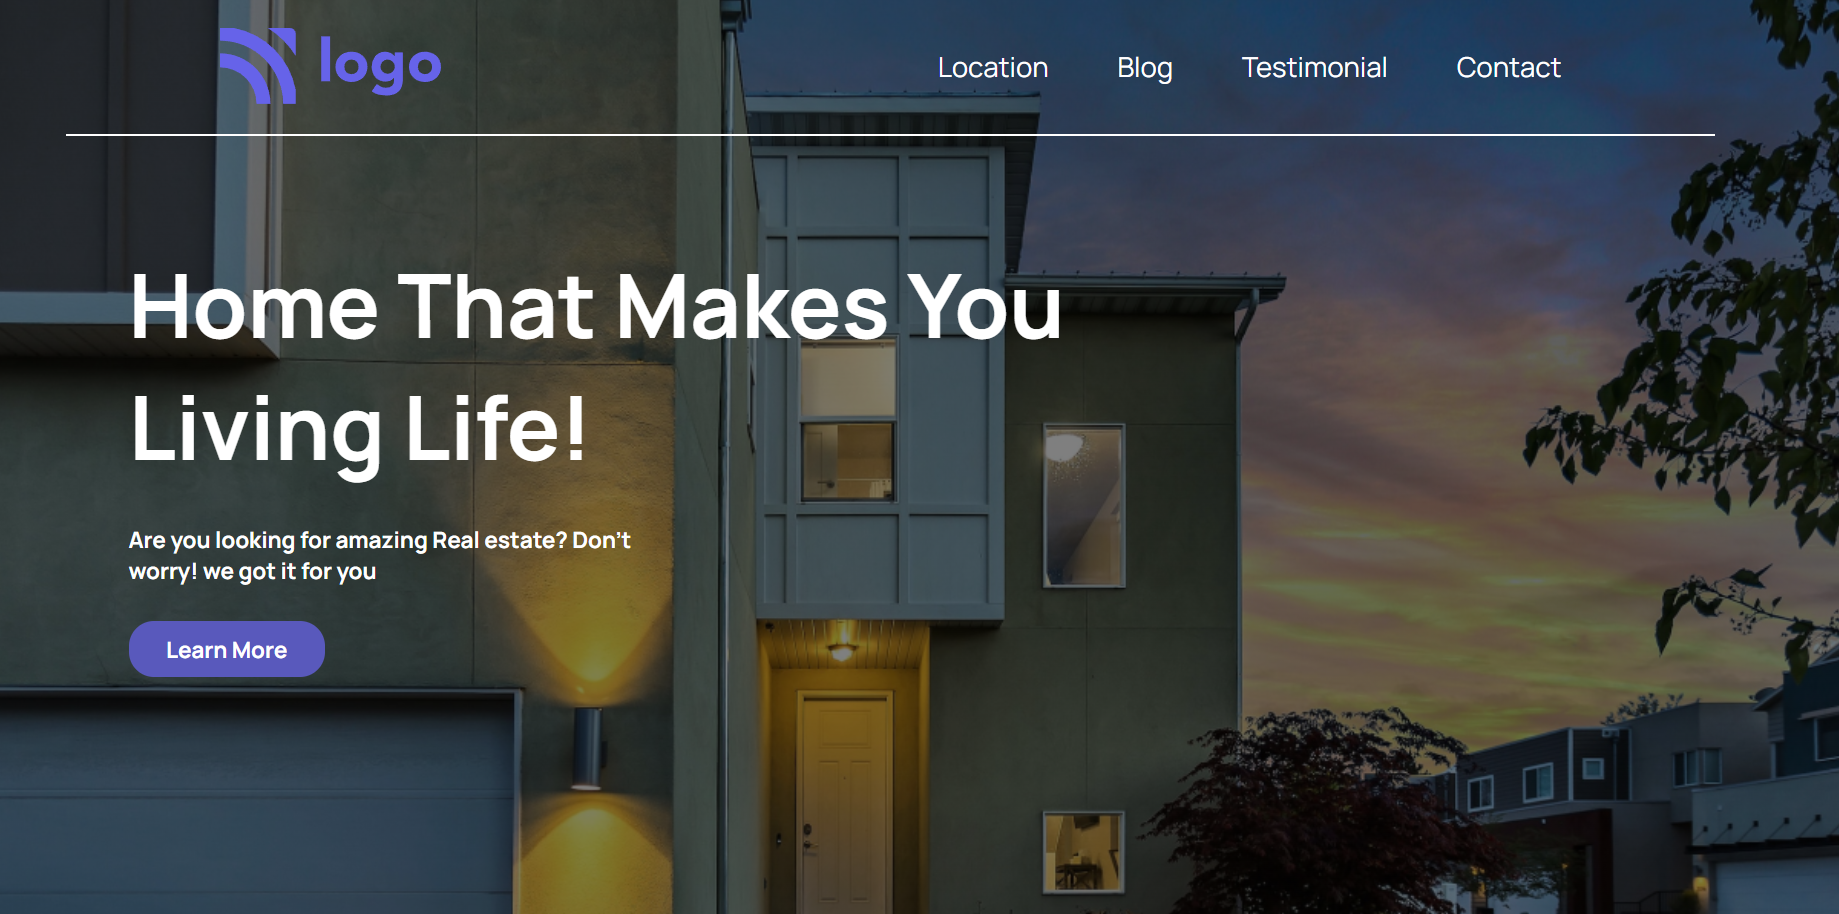 logo
Location Blog Testimonial Contact
Home That Makes You
Living Life!
Are you looking for amazing Real estate? Don't
worry! we got it for you
Learn More